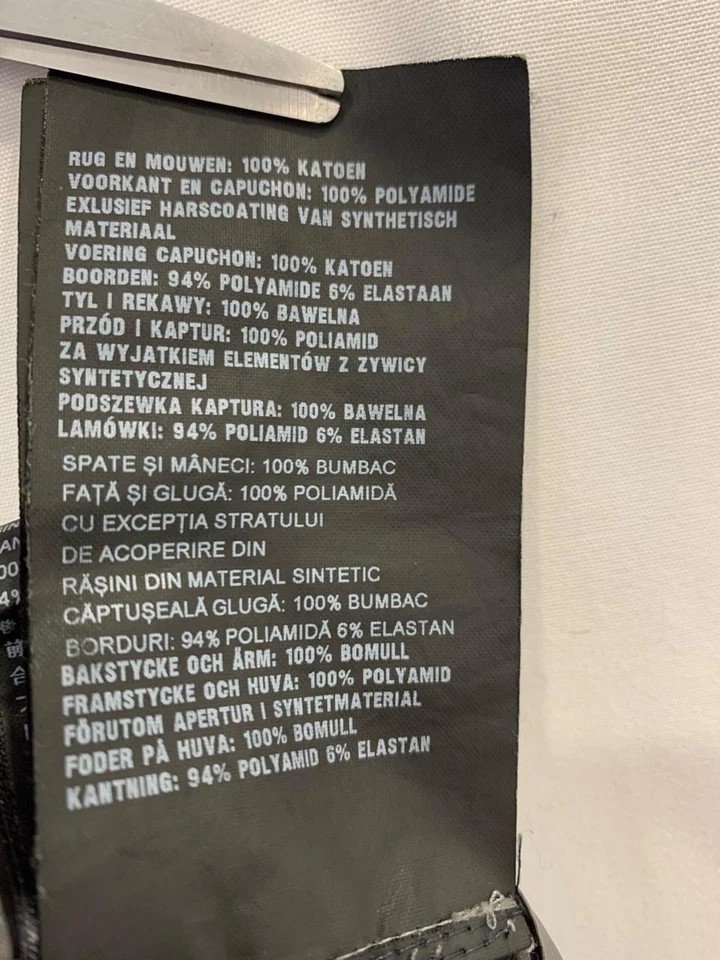 RUG EN MOUWEN: 100% KATOEN
VOORKANT EN CAPUCHON: 100% POLYAMIDE
EXLUSIEF HARSCOATING VAN SYNTHETISCH
MATERIAAL
VOERING CAPUCHON: 100% KATOEN
BOORDEN: 94% POLYAMIDE 6% ELASTAAN
TYL I REKAWY: 100% BAWELNA
PRZÓD I KAPTUR: 100% POLIAMID
ZA WYJATKIEM ELEMENTÓW Z ZYWICY
SYNTETYCZNEJ
PODSZEWKA KAPTURA: 100% BAWELNA
LAMÓWKI: 94% POLIAMID 6% ELASTAN
SPATE ȘI MÂNECI: 100% BUMBAC
FAȚĂ ȘI GLUGĂ: 100% POLIAMIDĂ
CU EXCEPȚIA STRATULUI
DE ACOPERIRE DIN
RĂȘINI DIN MATERIAL SINTETIC
CĂPTUȘEALĂ GLUGĂ: 100% BUMBAC
BORDURI: 94% POLIAMIDĂ 6% ELASTAN
BAKSTYCKE OCH ÄRM: 100% BOMULL
FRAMSTYCKE OCH HUVA: 100% POLYAMID
FÖRUTOM APERTUR I SYNTETMATERIAL
FODER PÅ HUVA: 100% BOMULL
KANTNING: 94% POLYAMID 6% ELASTAN